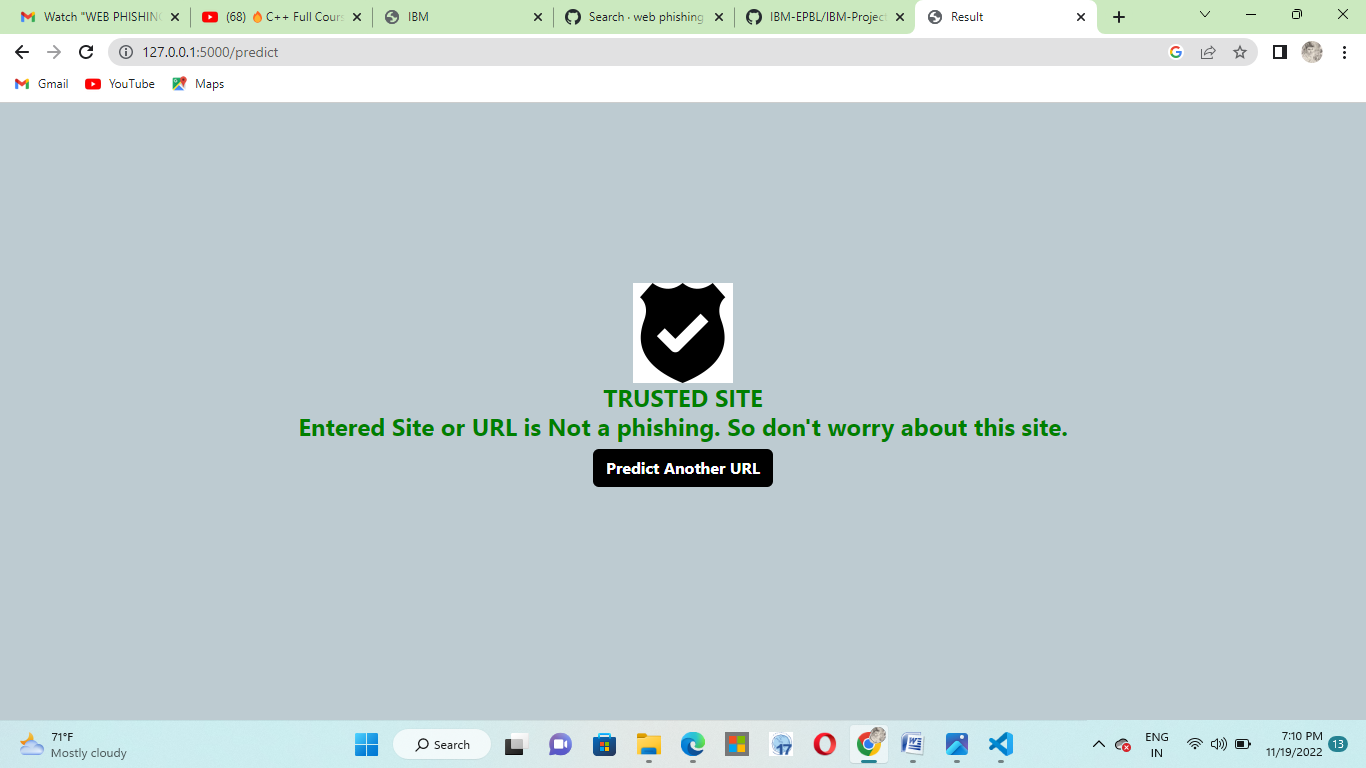 Watch "WEB PHISHING
(68) 🔥 C++ Full Cours
IBM
Search · web phishing
IBM-EPBL/IBM-Project
Result
127.0.0.1:5000/predict
Gmail
YouTube
Maps
TRUSTED SITE
Entered Site or URL is Not a phishing. So don't worry about this site.
Predict Another URL
71°F
Mostly cloudy
Search
17
ENG
IN
7:10 PM
11/19/2022
13